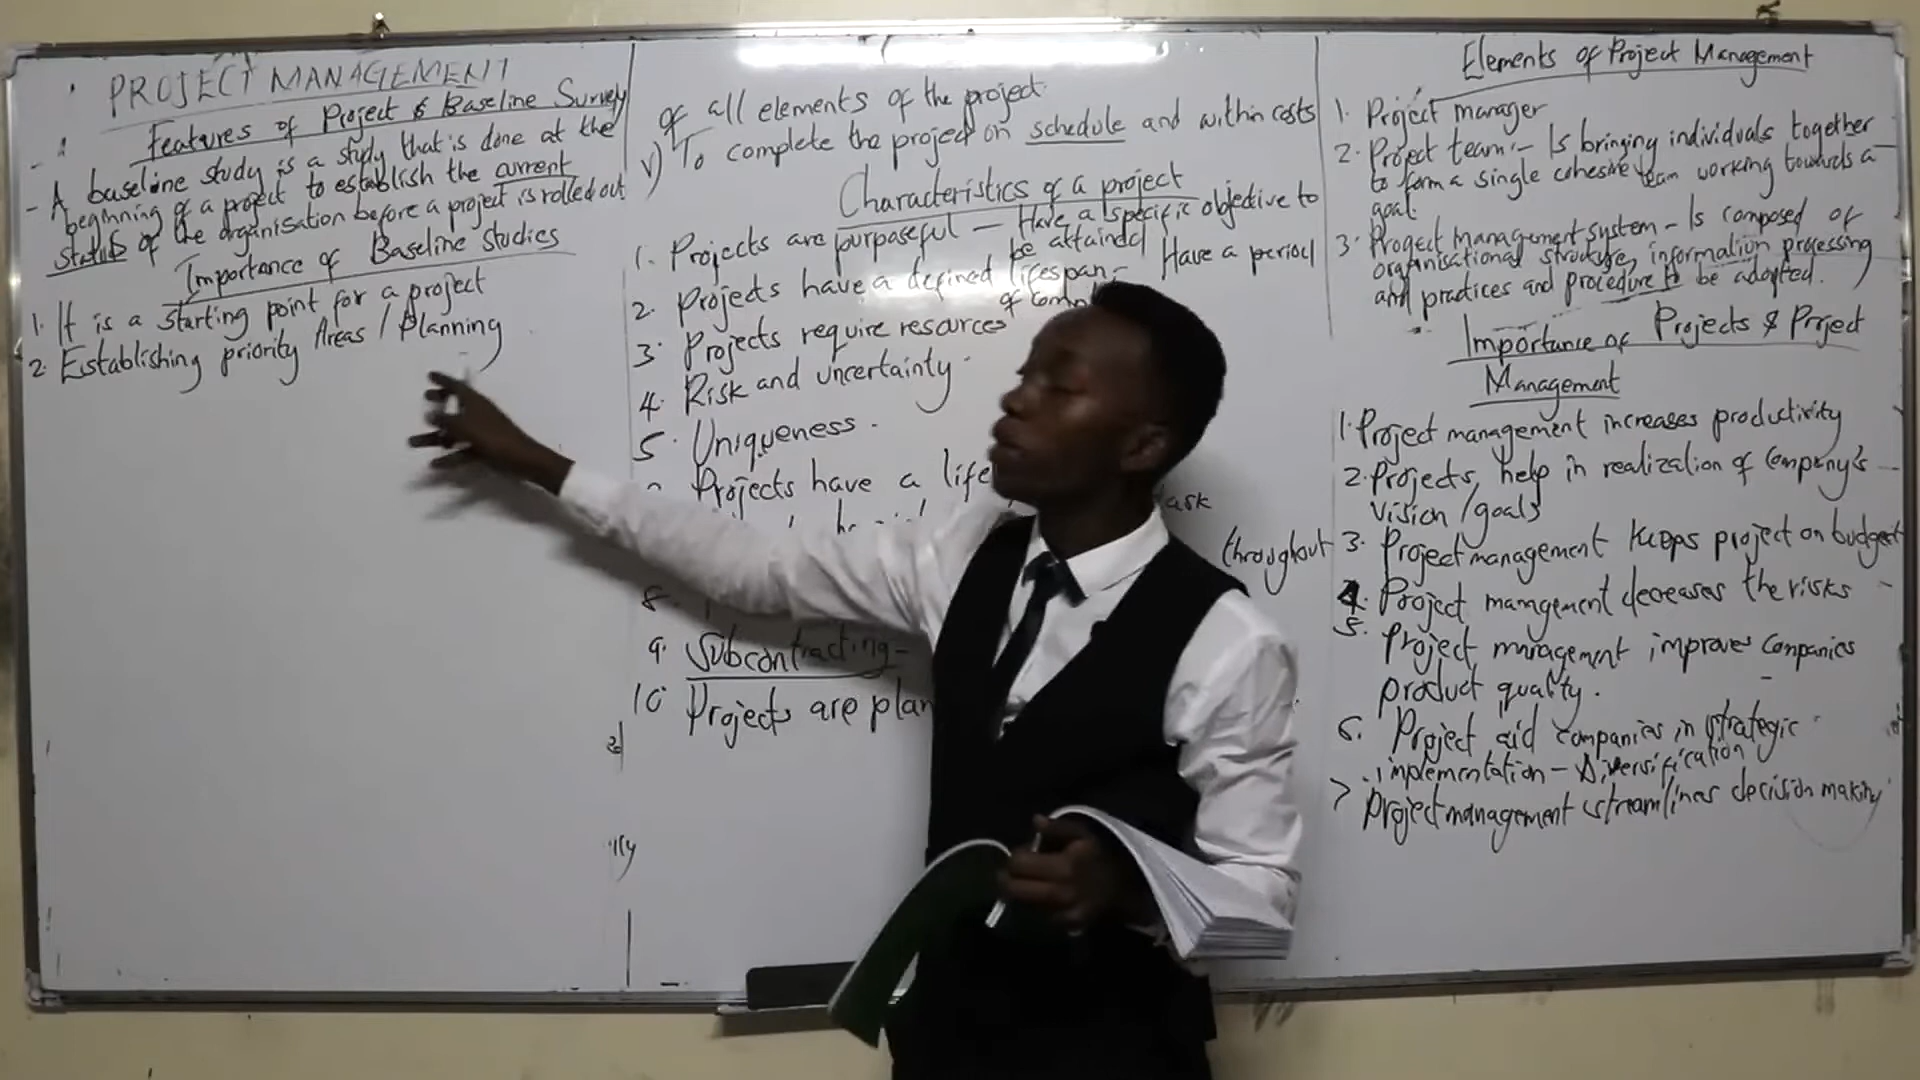 PROJECT MANAGEMENT
Features of Project & Baseline Survey
- A baseline study is a study that is done at the
beginning of a project to establish the current
status of the organisation before a project is rolled out
Importance of Baseline Studies
1. It is a starting point for a project
2. Establishing priority Areas / Planning
of all elements of the project.
v) To complete the project on schedule and within costs
Characteristics of a project
1. Projects are purposeful — Have a specific objective to
be attained
2. Projects have a defined lifespan - Have a period
of
3. Projects require resources
4. Risk and uncertainty.
5. Uniqueness.
Projects have a life
task
throughout
8.
9. Subcontracting -
10 Projects are
Elements of Project Management
1. Project manager
2. Project team:- Is bringing individuals together
to form a single cohesive team working towards a
goal.
3. Project Management system - Is composed of
organisational structure, information processing
and practices and procedure to be adopted.
Importance of Projects & Project
Management
1. Project management increases productivity
2. Projects, help in realization of Company's
vision / goals
3. Project management keeps project on budget
4. Project management decreases the risks
5. Project management improves companies
product quality.
6. Project aid companies in strategic
implementation - Diversification
7 Project management streamlines decision making